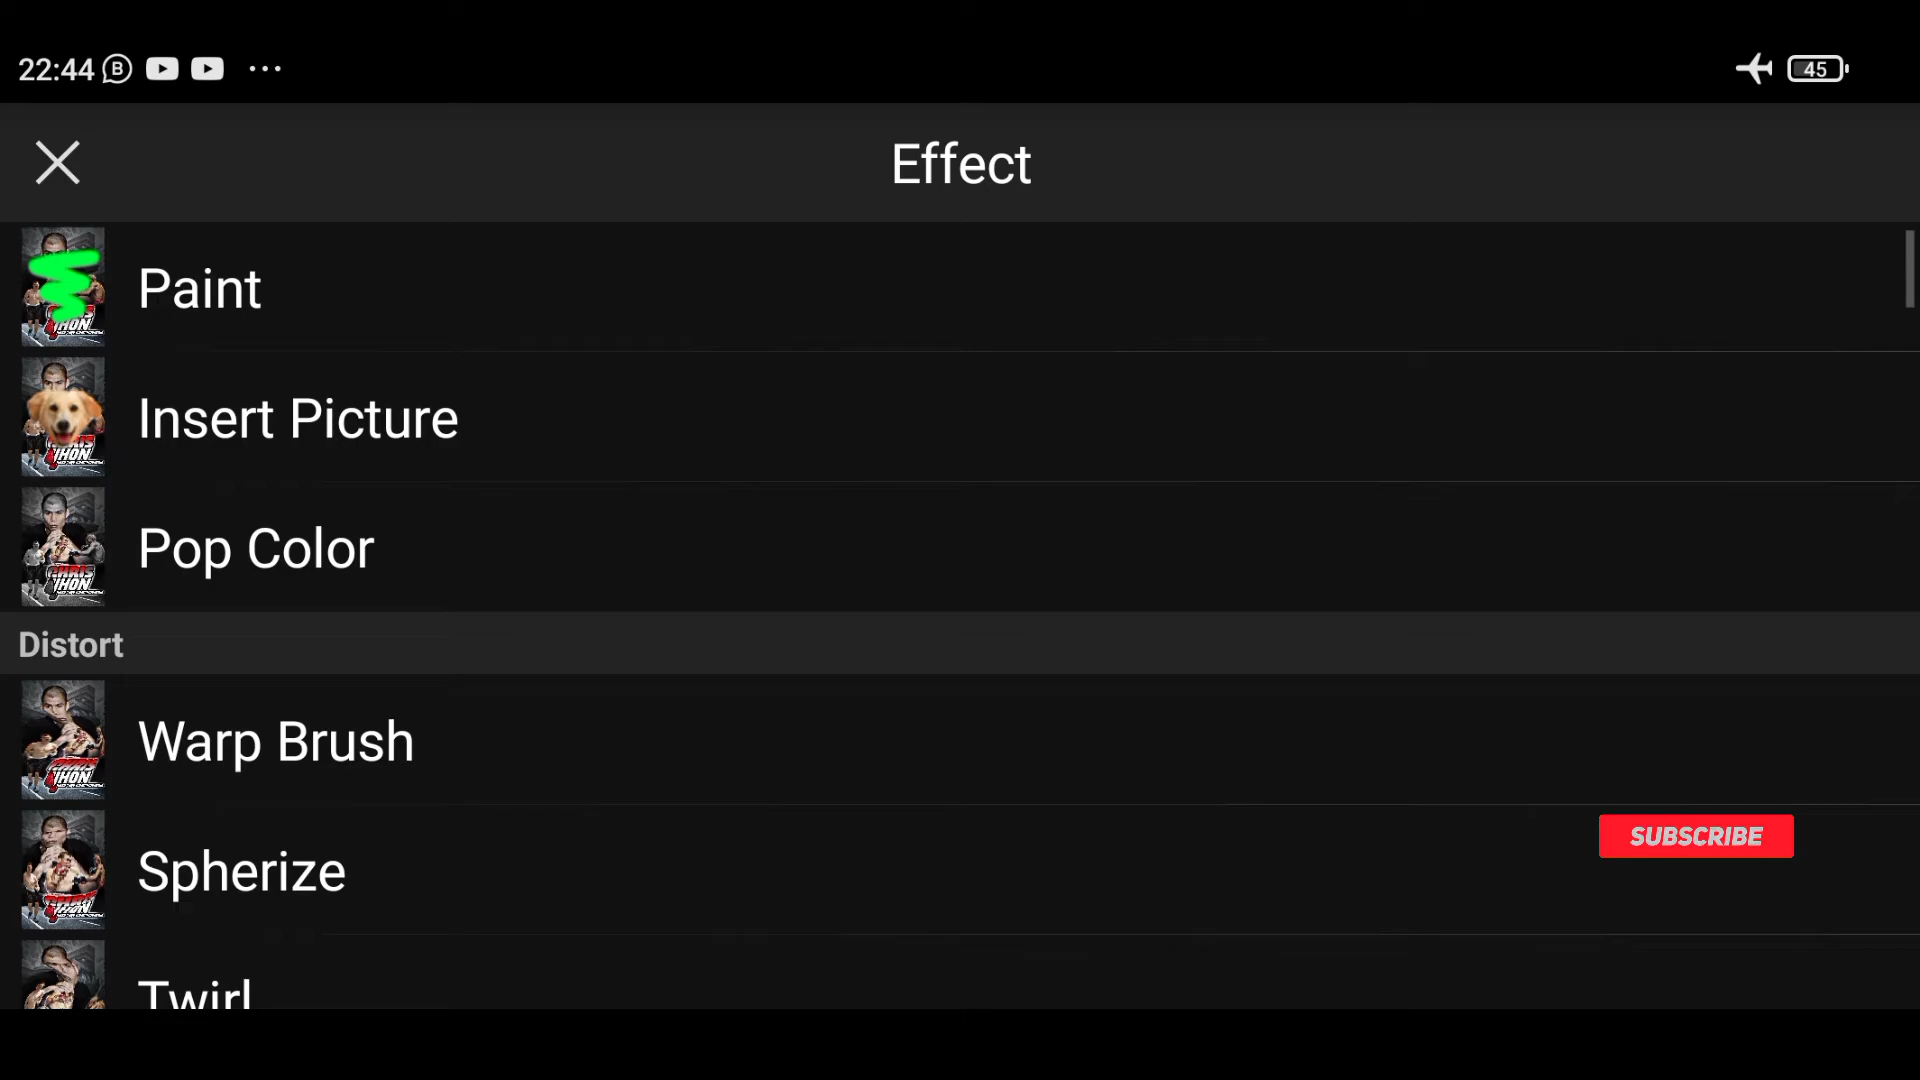 22:44
45
Effect
Paint
Insert Picture
Pop Color
Distort
Warp Brush
Spherize
Twirl
SUBSCRIBE